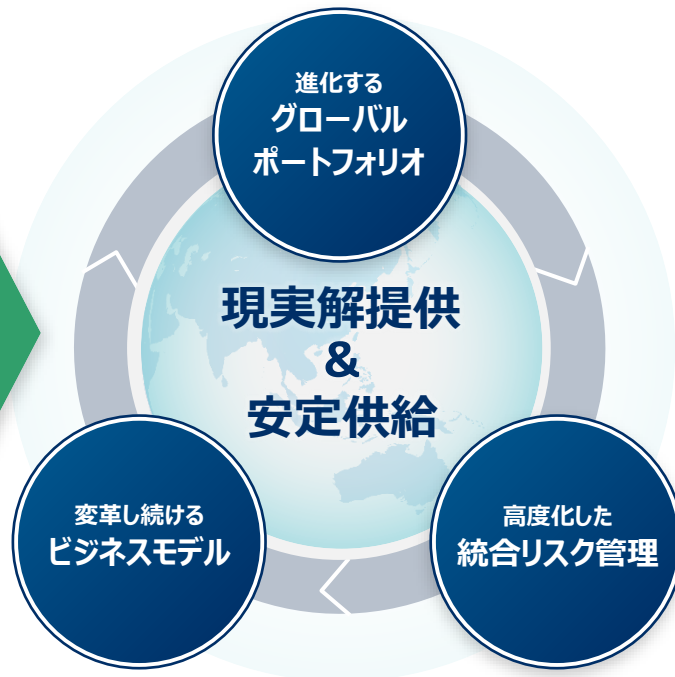 進化する
グローバル
ポートフォリオ
現実解提供
&
安定供給
変革し続ける
ビジネスモデル
高度化した
統合リスク管理